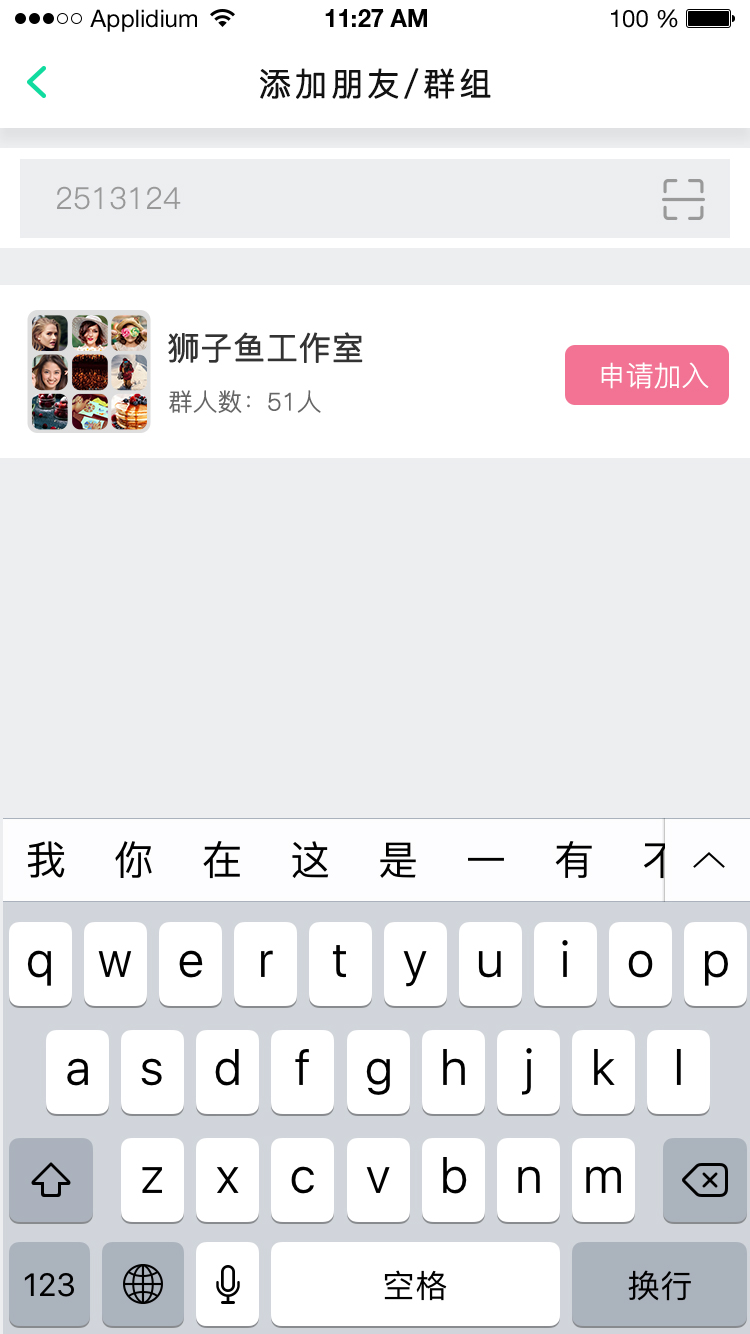 Applidium 11:27 AM 100 %
添加朋友/群组
2513124
狮子鱼工作室
群人数：51人
申请加入
我 你 在 这 是 一 有 不
q w e r t y u i o p
a s d f g h j k l
z x c v b n m
123 空格 换行